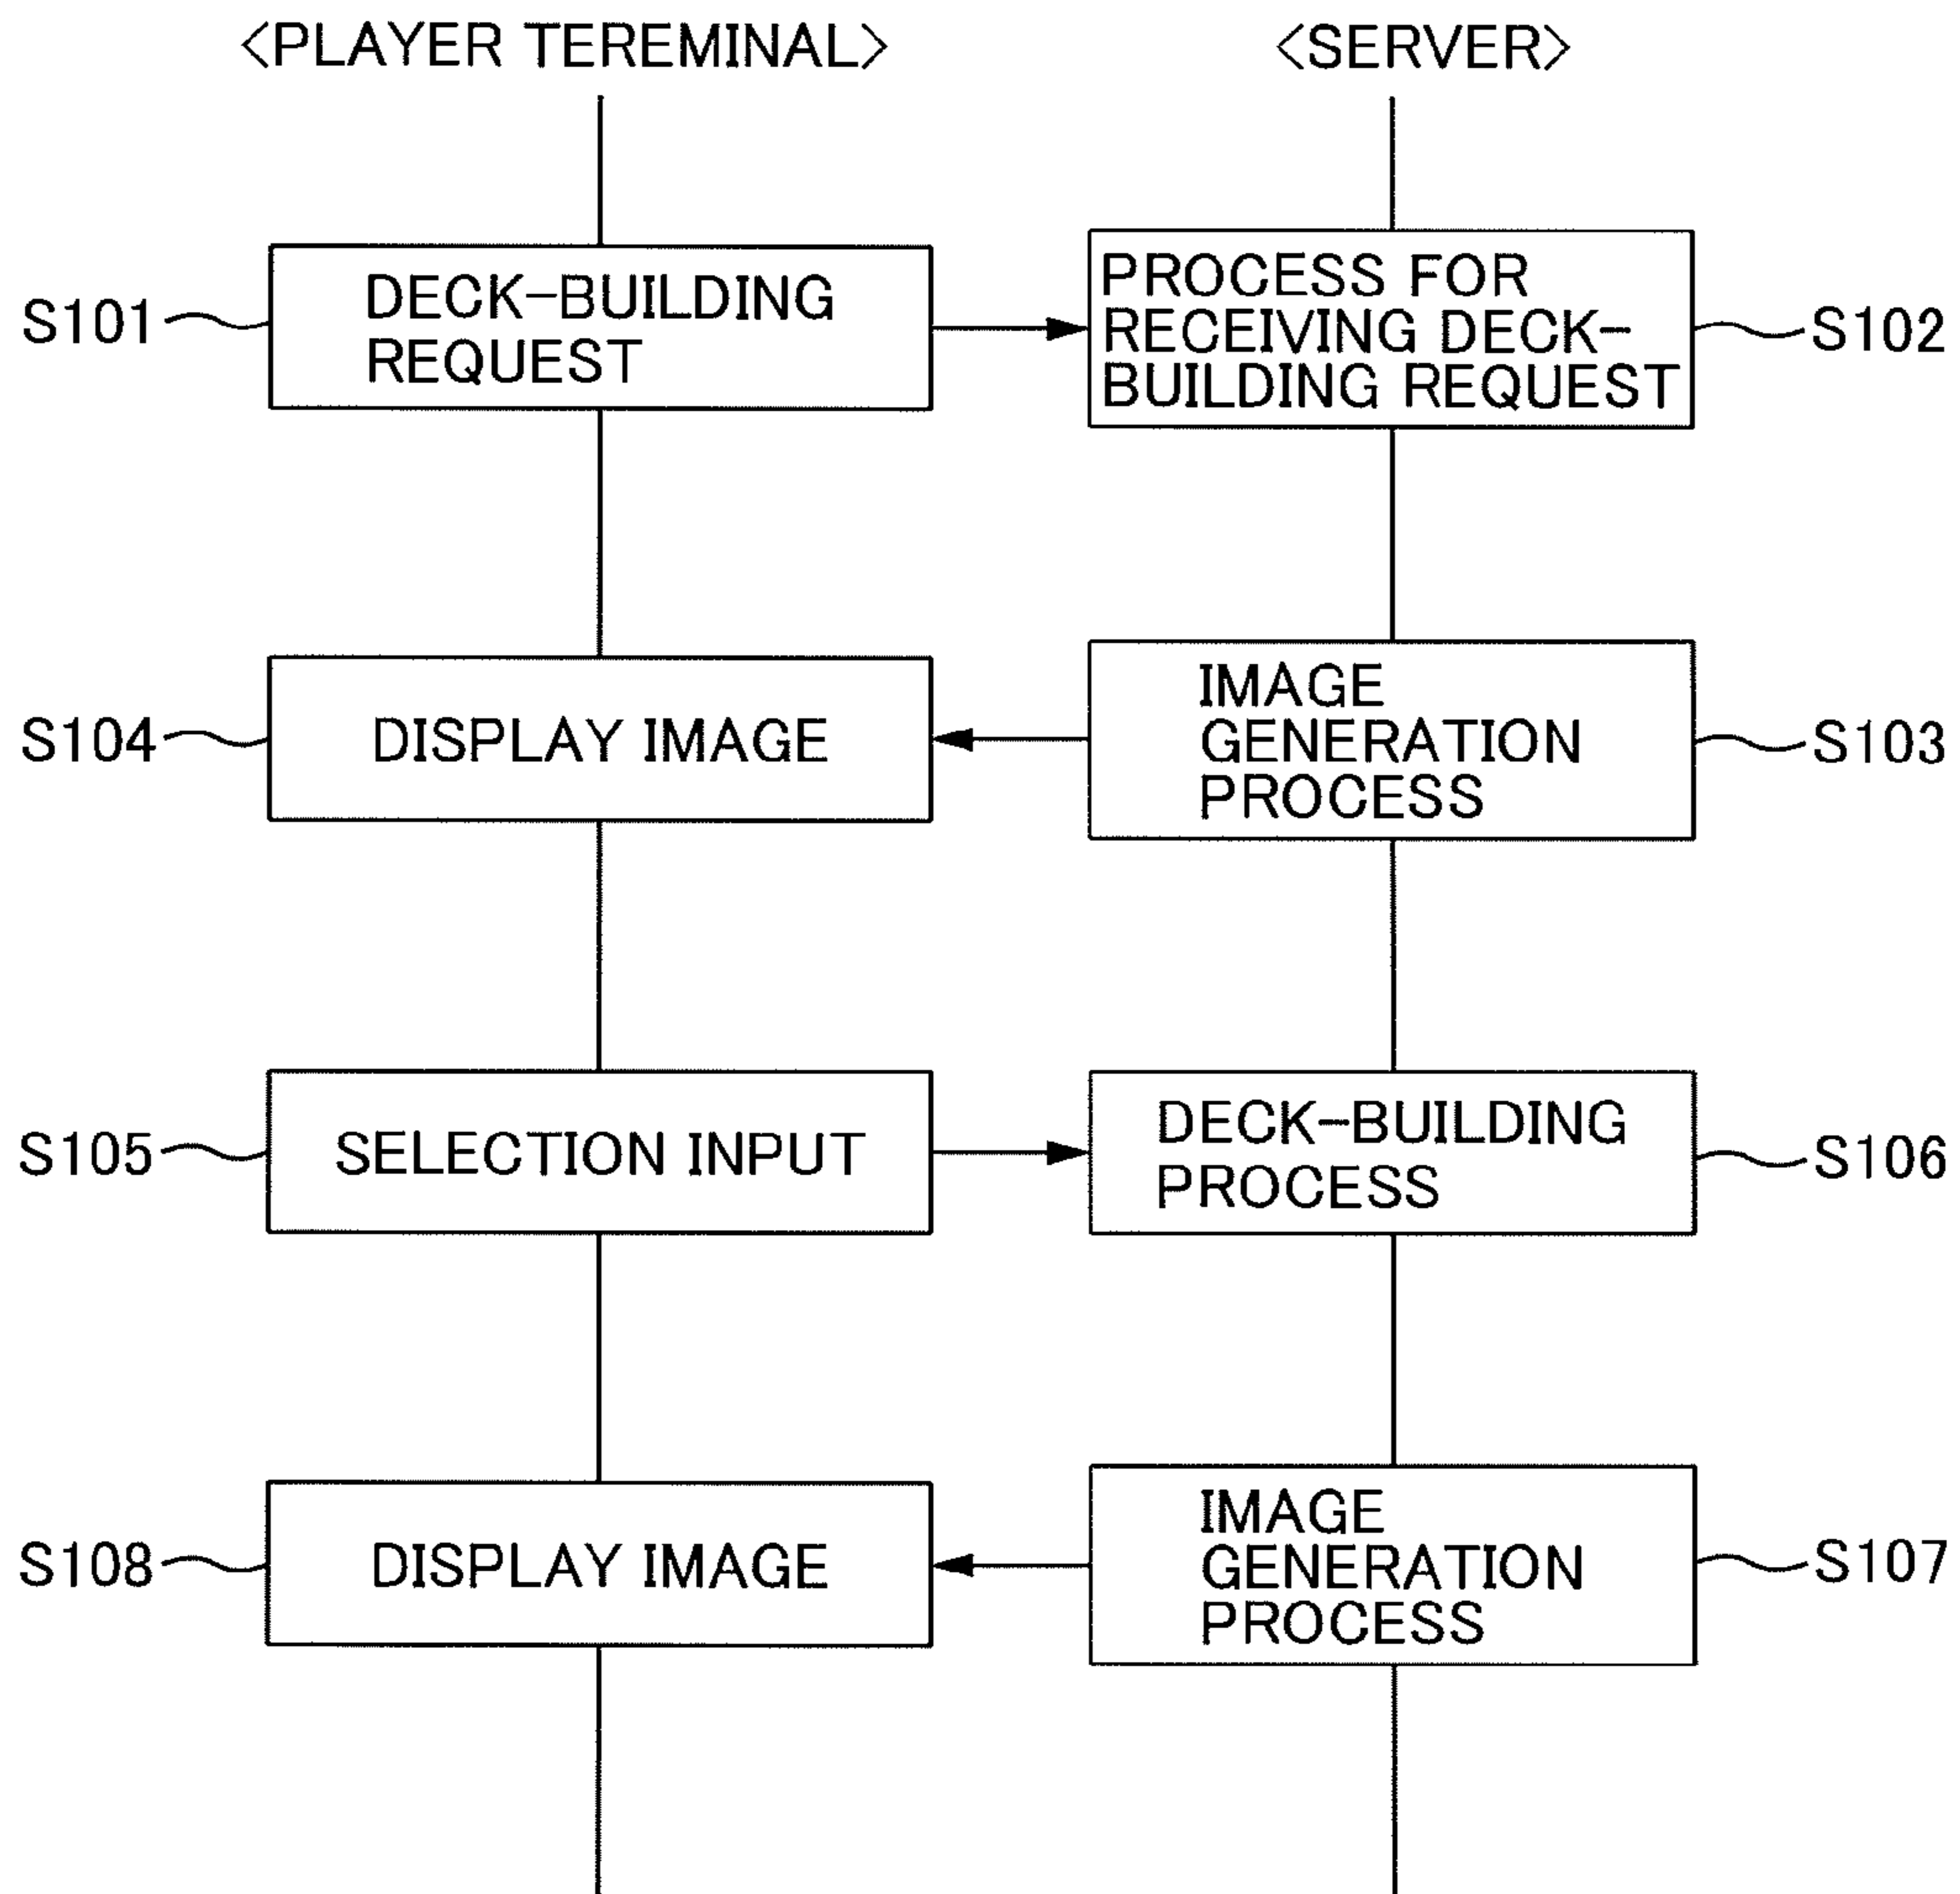 <PLAYER TEREMINAL>
<SERVER>
S101
DECK-BUILDING
REQUEST
PROCESS FOR
RECEIVING DECK-
BUILDING REQUEST
S102
S104
DISPLAY IMAGE
IMAGE
GENERATION
PROCESS
S103
S105
SELECTION INPUT
DECK-BUILDING
PROCESS
S106
S108
DISPLAY IMAGE
IMAGE
GENERATION
PROCESS
S107